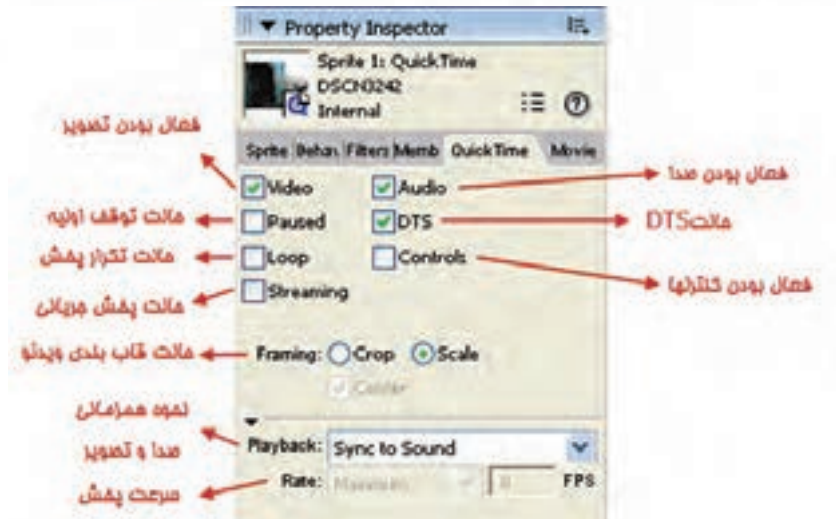 Property Inspector
Sprite 1: QuickTime
DSCN3242
Internal
Sprite Behav Filters Memb QuickTime Movie
فعال بودن تصویر
Video
Audio
فعال بودن صدا
حالت توقف اولیه
Paused
DTS
حالت DTS
حالت تکرار پخش
Loop
Controls
فعال بودن کنترلها
حالت پخش جریانی
Streaming
حالت قاب بندی ویدئو
Framing: Crop Scale
Center
نحوه همزمانی
صدا و تصویر
Playback: Sync to Sound
سرعت پخش
Rate: Maximum FPS